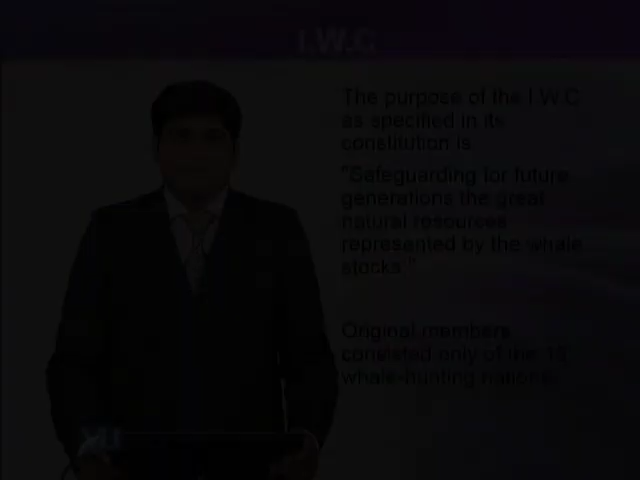 I.W.C
The purpose of the I.W.C
as specified in its
constitution is
"Safeguarding for future
generations the great
natural resources
represented by the whale
stocks."
Original members
consisted only of the 15
whale-hunting nations